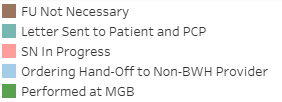 FU Not Necessary
Letter Sent to Patient and PCP
SN In Progress
Ordering Hand-Off to Non-BWH Provider
Performed at MGB